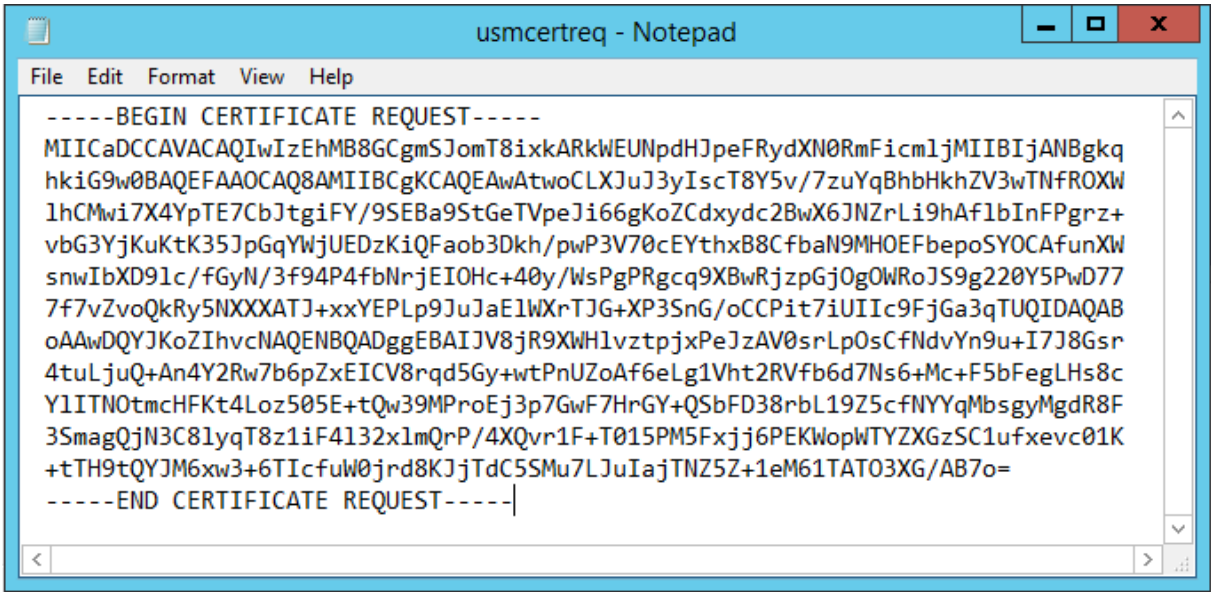 usmcertreq - Notepad
File Edit Format View Help
-----BEGIN CERTIFICATE REQUEST-----
MIICaDCCAVACAQIwIzEhMB8GCgmSJomT8ixkARkWEUNpdHJpeFRydXN0RmFicmljMIIBIjANBgkq
hkiG9w0BAQEFAAOCAQ8AMIIBCgKCAQEAwAtwoCLXJuJ3yIscT8Y5v/7zuYqBhbHkhZV3wTNfROXW
lhCMwi7X4YpTE7CbJtgiFY/9SEBa9StGeTVpeJi66gKoZCdxydc2BwX6JNZrLi9hAflbInFPgrz+
vbG3YjKuKtK35JpGqYWjUEDzKiQFaob3Dkh/pwP3V70cEYthxB8CfbaN9MHOEFbepoSYOCAfunXW
snwIbXD9lc/fGyN/3f94P4fbNrjEIOHc+40y/WsPgPRgcq9XBwRjzpGjOgOWRoJS9g220Y5PwD77
7f7vZvoQkRy5NXXXATJ+xxYEPLp9JuJaElWXrTJG+XP3SnG/oCCPit7iUIIc9FjGa3qTUQIDAQAB
oAAwDQYJKoZIhvcNAQENBQADggEBAIJV8jR9XWHlvztpjxPeJzAV0srLpOsCfNdvYn9u+I7J8Gsr
4tuLjuQ+An4Y2Rw7b6pZxEICV8rqd5Gy+wtPnUZoAf6eLg1Vht2RVfb6d7Ns6+Mc+F5bFegLHs8c
YlITNOtmcHFKt4Loz505E+tQw39MProEj3p7GwF7HrGY+QSbFD38rbL19Z5cfNYYqMbsgyMgdR8F
3SmagQjN3C8lyqT8z1iF4l32xlmQrP/4XQvr1F+T015PM5Fxjj6PEKWopWTYZXGzSC1ufxevc01K
+tTH9tQYJM6xw3+6TIcfuW0jrd8KJjTdC5SMu7LJuIajTNZ5Z+1eM61TATO3XG/AB7o=
-----END CERTIFICATE REQUEST-----